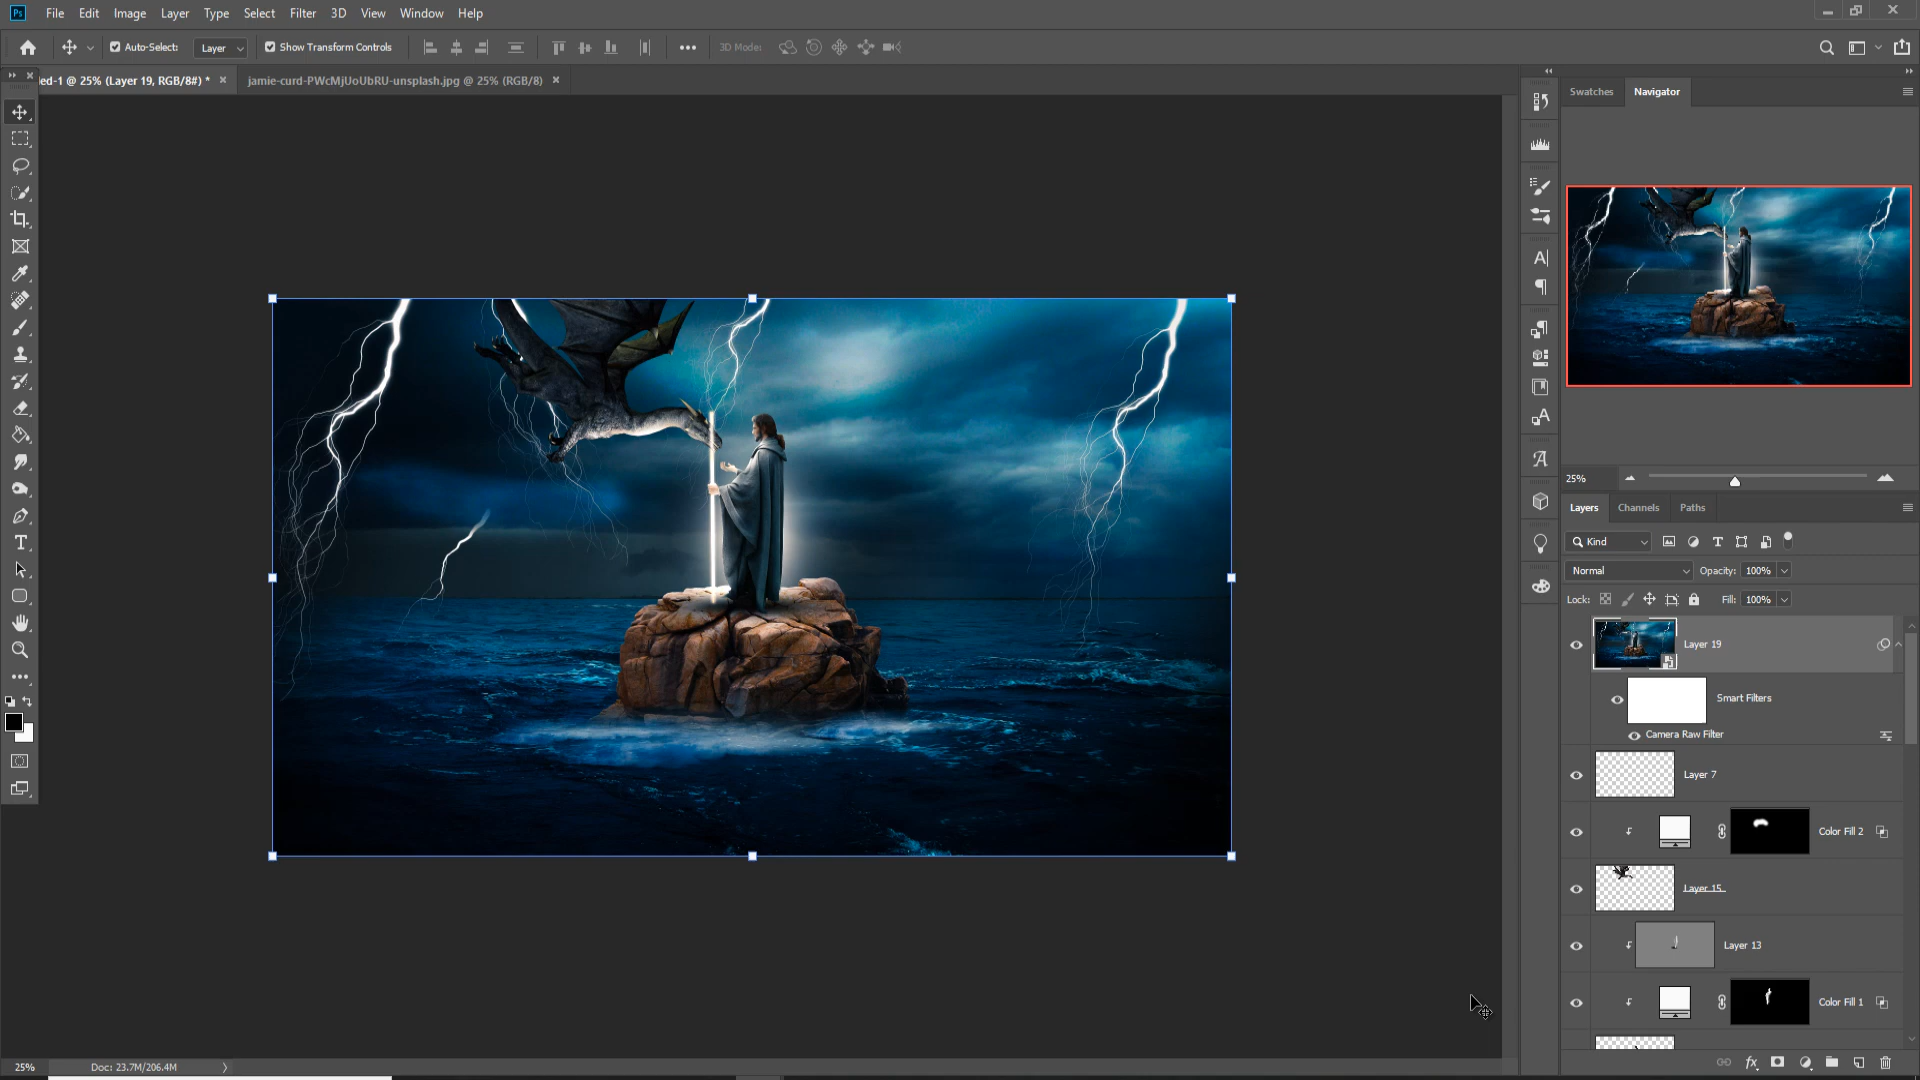 Ps File Edit Image Layer Type Select Filter 3D View Window Help
Auto-Select: Layer Show Transform Controls 3D Mode:
ed-1 @ 25% (Layer 19, RGB/8#) * jamie-curd-PWcMjUoUbRU-unsplash.jpg @ 25% (RGB/8)
Swatches Navigator
25%
Layers Channels Paths
Kind
Normal Opacity: 100%
Lock: Fill: 100%
Layer 19
Smart Filters
Camera Raw Filter
Layer 7
Color Fill 2
Layer 15
Layer 13
Color Fill 1
25% Doc: 23.7M/206.4M